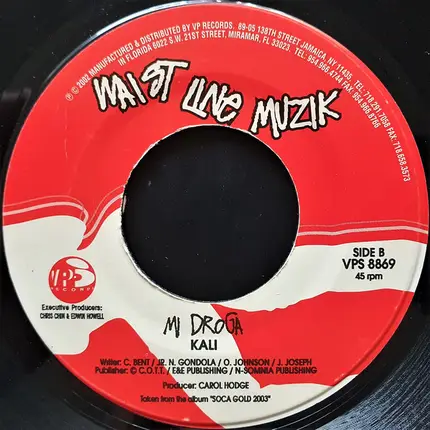 ℗ © 2003 MANUFACTURED & DISTRIBUTED BY VP RECORDS. 89-05 138TH STREET JAMAICA, NY 11435. TEL: 718.291.7058 FAX: 718.658.3573
IN FLORIDA 6022 S.W. 21ST STREET, MIRAMAR, FL 33023. TEL: 954.966.4744 FAX: 954.966.8766
WAIST LINE MUZIK
SIDE B
VPS 8869
45 rpm
VP
RECORDS
Executive Producers:
CHRIS CHIN & EDWIN HOWELL
MI DROGA
KALI
Writer: C. BENT / JR. N. GONDOLA / O. JOHNSON / J. JOSEPH
Publisher: © C.O.T.T. / E&E PUBLISHING / N-SOMNIA PUBLISHING
Producer: CAROL HODGE
Taken from the album "SOCA GOLD 2003"